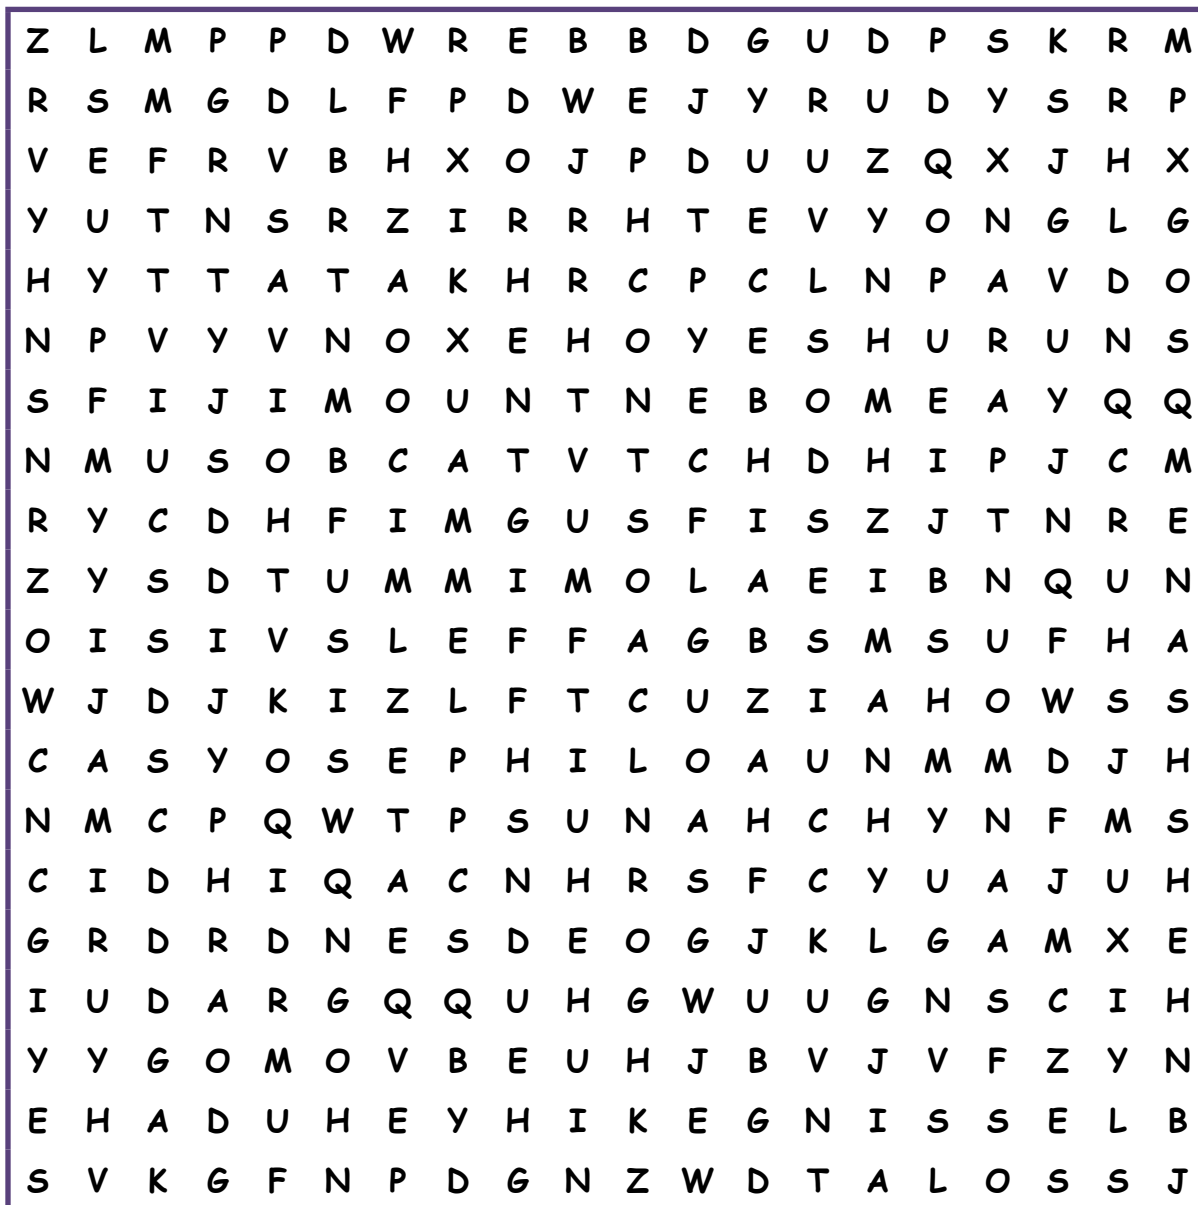 Z L M P P D W R E B B D G U D P S K R M
R S M G D L F P D W E J Y R U D Y S R P
V E F R V B H X O J P D U U Z Q X J H X
Y U T N S R Z I R R H T E V Y O N G L G
H Y T T A T A K H R C P C L N P A V D O
N P V Y V N O X E H O Y E S H U R U N S
S F I J I M O U N T N E B O M E A Y Q Q
N M U S O B C A T V T C H D H I P J C M
R Y C D H F I M G U S F I S Z J T N R E
Z Y S D T U M M I M O L A E I B N Q U N
O I S I V S L E F F A G B S M S U F H A
W J D J K I Z L F T C U Z I A H O W S S
C A S Y O S E P H I L O A U N M M D J H
N M C P Q W T P S U N A H C H Y N F M S
C I D H I Q A C N H R S F C Y U A J U H
G R D R D N E S D E O G J K L G A M X E
I U D A R G Q Q U H G W U U G N S C I H
Y Y G O M O V B E U H J B V J V F Z Y N
E H A D U H E Y H I K E G N I S S E L B
S V K G F N P D G N Z W D T A L O S S J